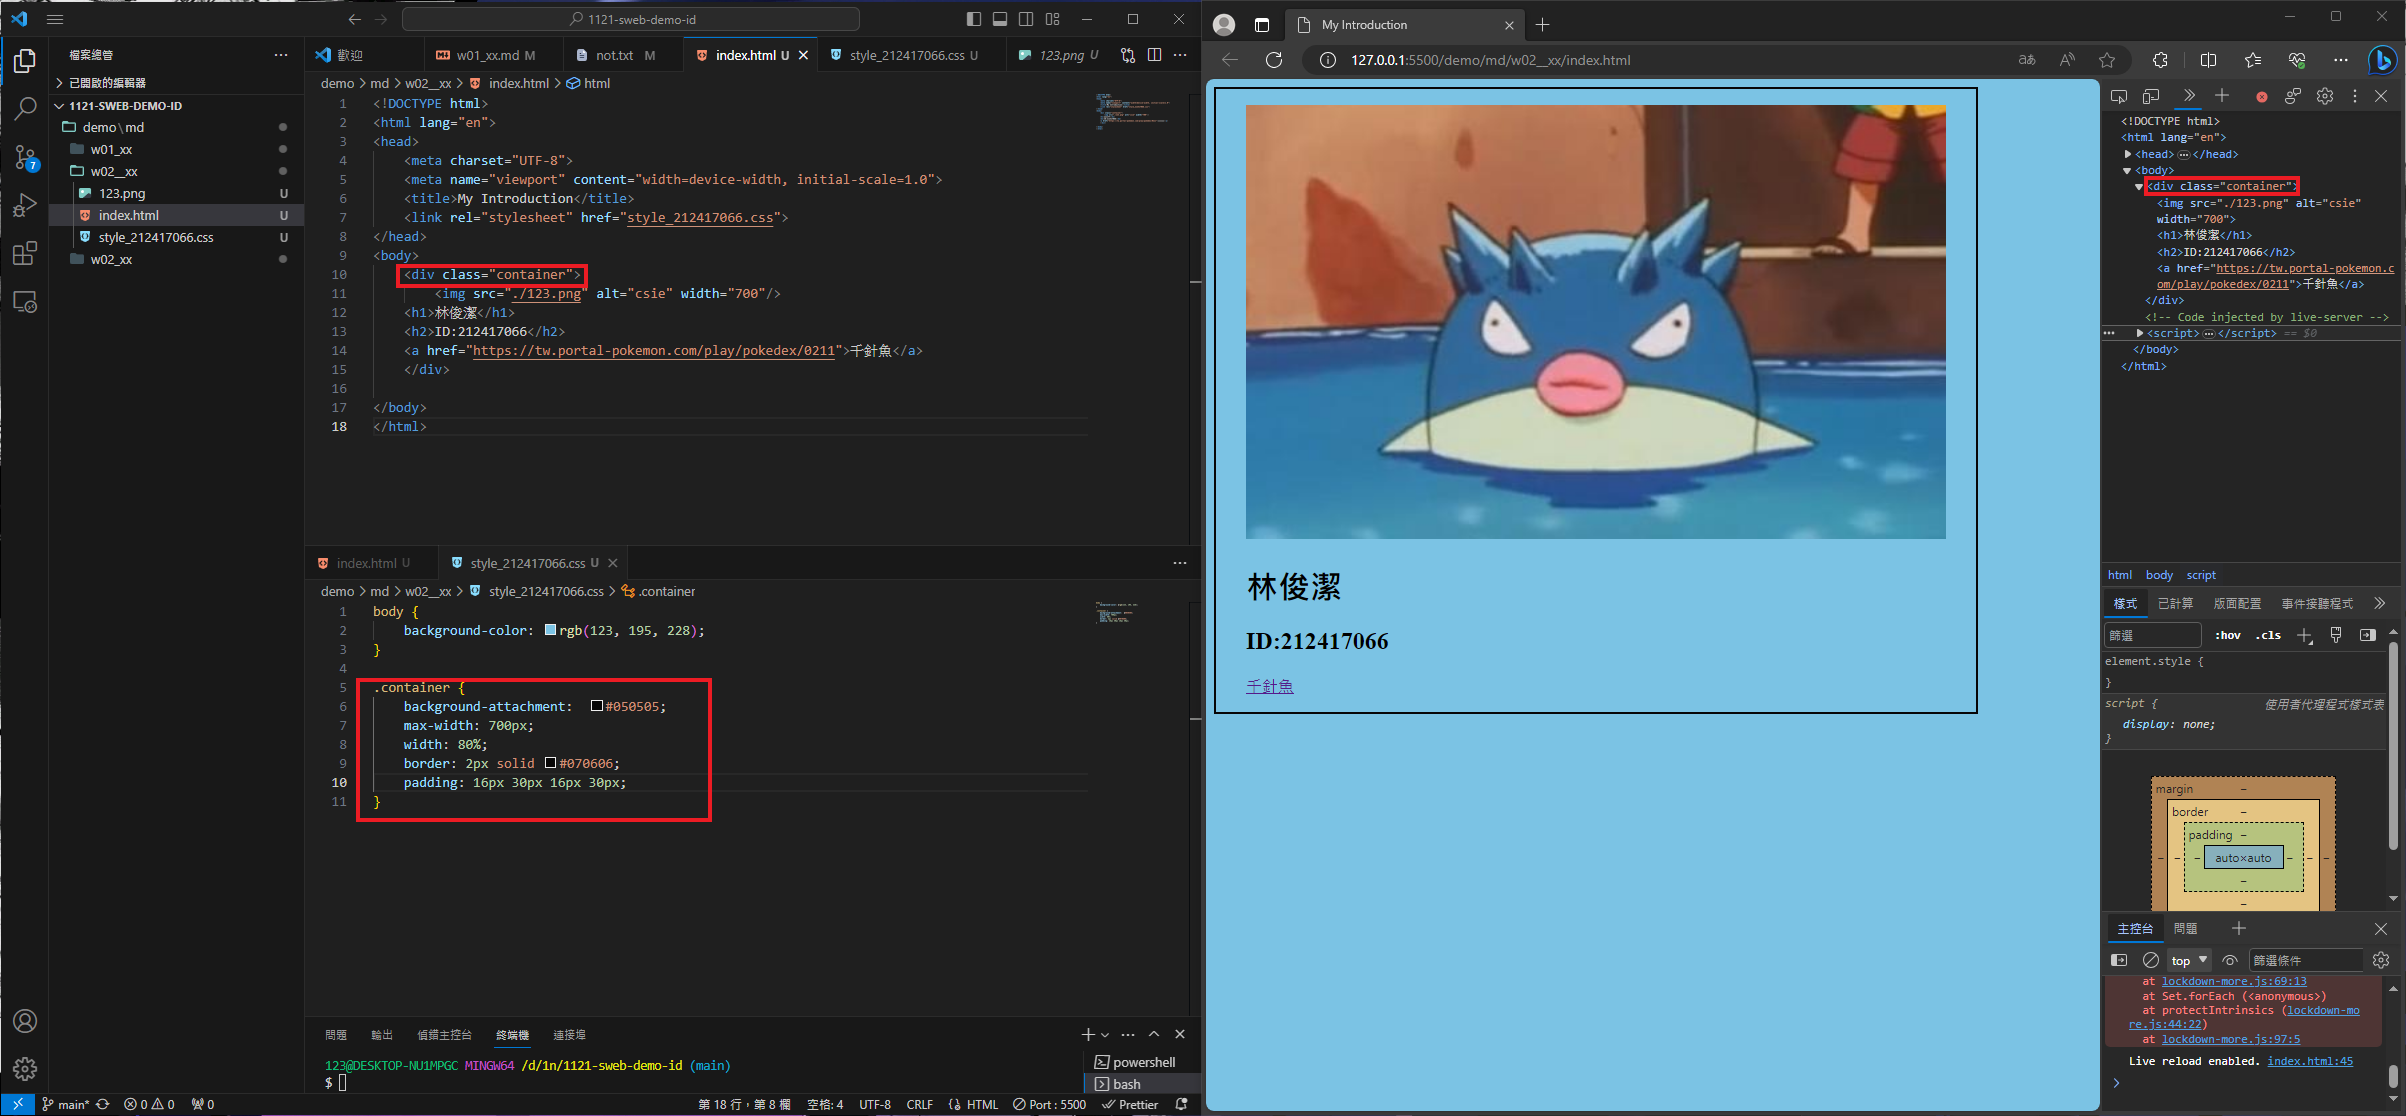 1121-sweb-demo-id
檔案總管
已開啟的編輯器
1121-SWEB-DEMO-ID
demo\md
w01_xx
w02__xx
123.png U
index.html U
style_212417066.css U
w02_xx
7
歡迎
w01_xx.md M
not.txt M
index.html U
style_212417066.css U
123.png U
demo > md > w02__xx > index.html > html
1 <!DOCTYPE html>
2 <html lang="en">
3 <head>
4 <meta charset="UTF-8">
5 <meta name="viewport" content="width=device-width, initial-scale=1.0">
6 <title>My Introduction</title>
7 <link rel="stylesheet" href="style_212417066.css">
8 </head>
9 <body>
10 <div class="container">
11 <img src="./123.png" alt="csie" width="700"/>
12 <h1>林俊潔</h1>
13 <h2>ID:212417066</h2>
14 <a href="https://tw.portal-pokemon.com/play/pokedex/0211">千針魚</a>
15 </div>
16
17 </body>
18 </html>
index.html U
style_212417066.css U
demo > md > w02__xx > style_212417066.css > .container
1 body {
2 background-color: rgb(123, 195, 228);
3 }
4
5 .container {
6 background-attachment: #050505;
7 max-width: 700px;
8 width: 80%;
9 border: 2px solid #070606;
10 padding: 16px 30px 16px 30px;
11 }
問題 輸出 偵錯主控台 終端機 連接埠
123@DESKTOP-NU1MPGC MINGW64 /d/1n/1121-sweb-demo-id (main)
$
powershell
bash
main* 0 0 0
第 18 行，第 8 欄 空格: 4 UTF-8 CRLF HTML Port : 5500 Prettier
My Introduction
127.0.0.1:5500/demo/md/w02__xx/index.html
林俊潔
ID:212417066
千針魚
<!DOCTYPE html>
<html lang="en">
<head> </head>
<body>
<div class="container">
<img src="./123.png" alt="csie"
width="700">
<h1>林俊潔</h1>
<h2>ID:212417066</h2>
<a href="https://tw.portal-pokemon.c
om/play/pokedex/0211">千針魚</a>
</div>
<!-- Code injected by live-server -->
<script> </script> == $0
</body>
</html>
html body script
樣式 已計算 版面配置 事件接聽程式
篩選 :hov .cls
element.style {
}
script { 使用者代理程式樣式表
display: none;
}
margin –
border –
padding –
– – – auto×auto – – –
–
–
主控台 問題
top 篩選條件
at lockdown-more.js:69:13
at Set.forEach (<anonymous>)
at protectIntrinsics (lockdown-mo
re.js:44:22)
at lockdown-more.js:97:5
Live reload enabled. index.html:45